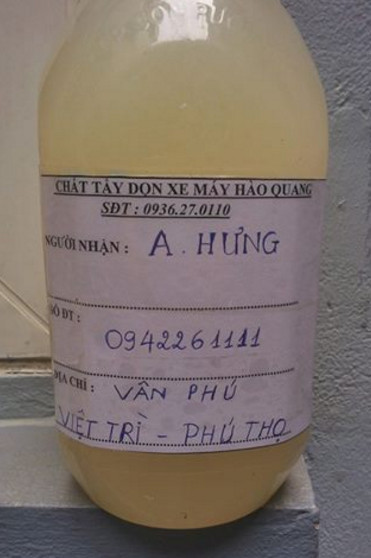 CHẤT TẨY DỌN XE MÁY HÀO QUANG
SĐT : 0936.27.0110
NGƯỜI NHẬN : A. HƯNG
SỐ ĐT :
0942261111
ĐỊA CHỈ : VÂN PHÚ
VIỆT TRÌ - PHÚ THỌ